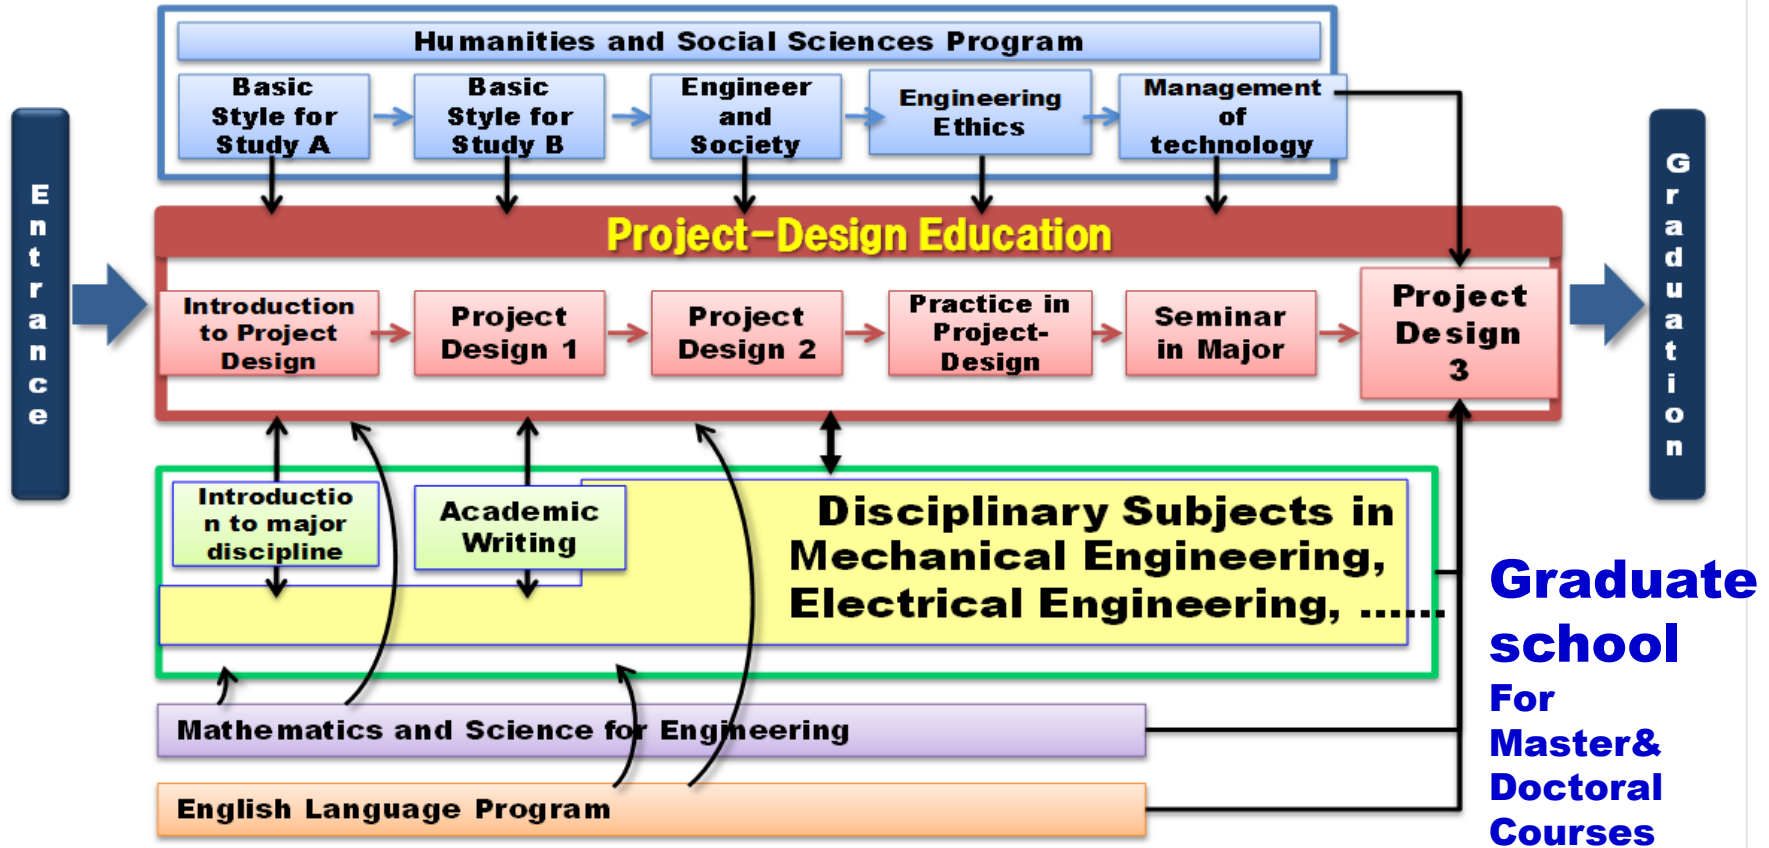 Humanities and Social Sciences Program
Basic
Style for
Study A
Basic
Style for
Study B
Engineer
and
Society
Engineering
Ethics
Management
of
technology
Entrance
Project-Design Education
Introduction
to Project
Design
Project
Design 1
Project
Design 2
Practice in
Project-
Design
Seminar
in Major
Project
Design
3
Graduation
Introductio
n to major
discipline
Academic
Writing
Disciplinary Subjects in
Mechanical Engineering,
Electrical Engineering, ......
Mathematics and Science for Engineering
English Language Program
Graduate
school
For
Master&
Doctoral
Courses